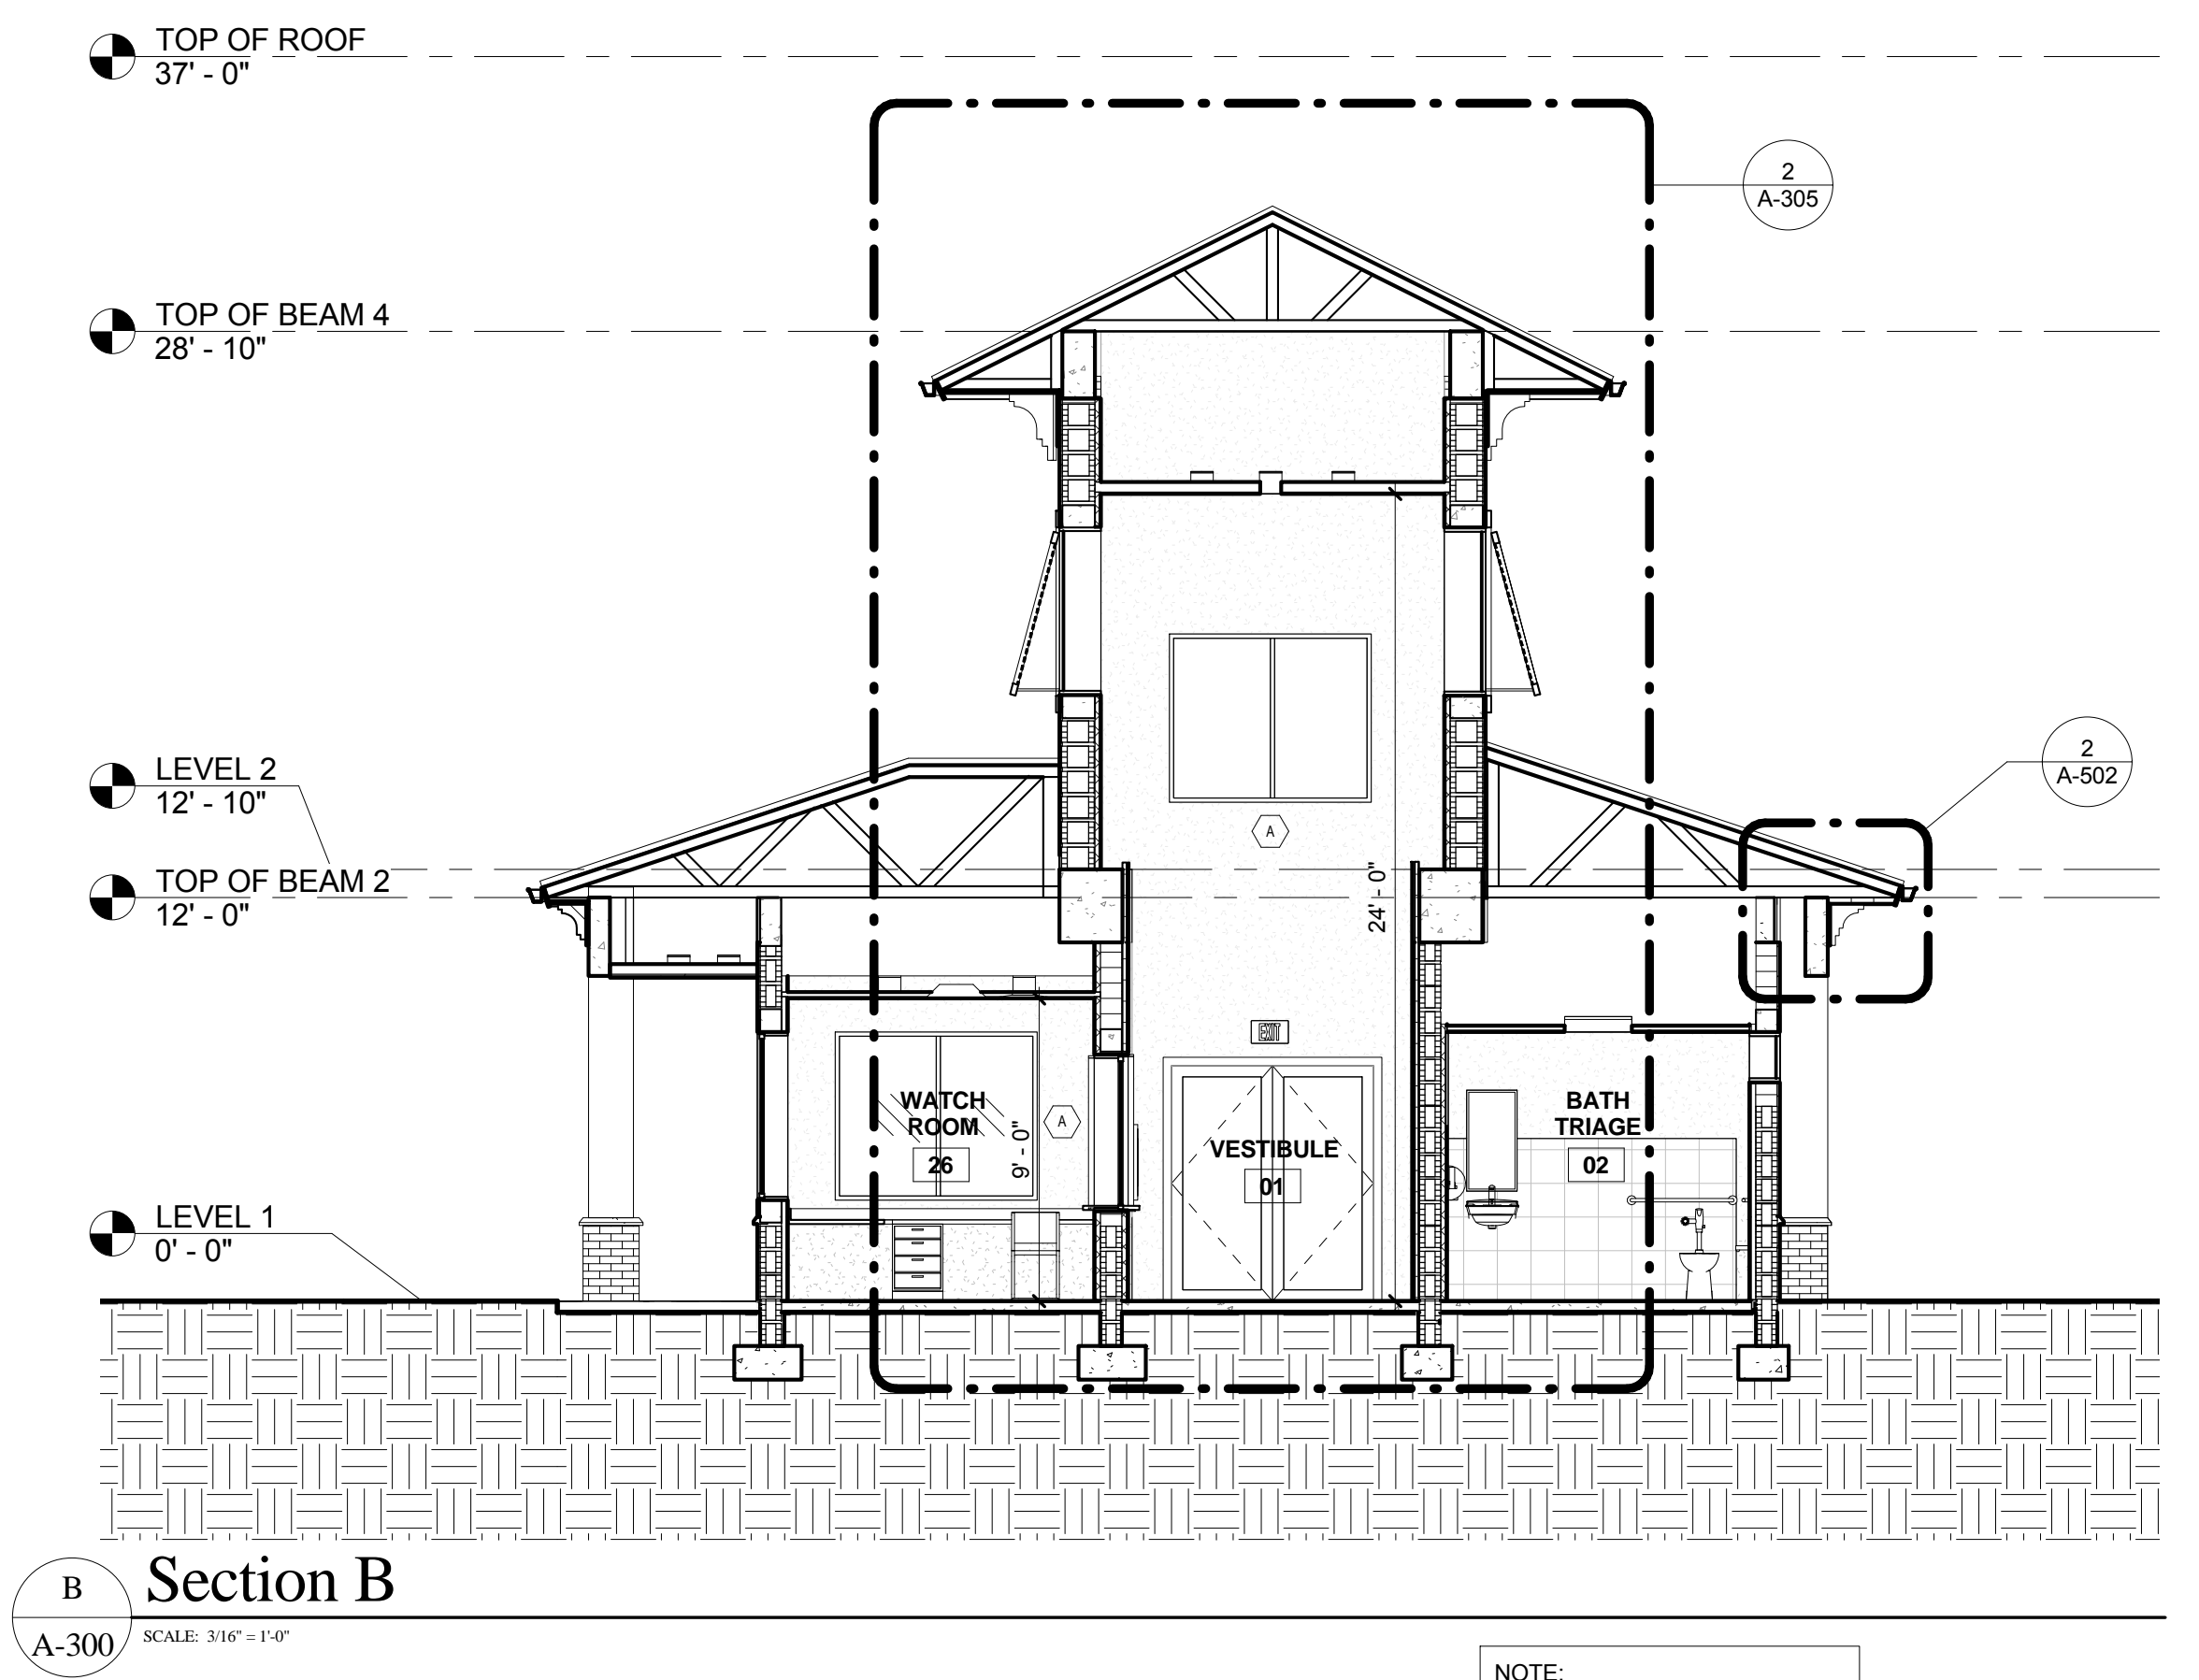 TOP OF ROOF
37' - 0"
2
A-305
TOP OF BEAM 4
28' - 10"
LEVEL 2
12' - 10"
2
A-502
A
TOP OF BEAM 2
12' - 0"
24' - 0"
EXIT
WATCH
ROOM
26
A
9' - 0"
VESTIBULE
01
BATH
TRIAGE
02
LEVEL 1
0' - 0"
B
A-300
Section B
SCALE: 3/16" = 1'-0"
NOTE: